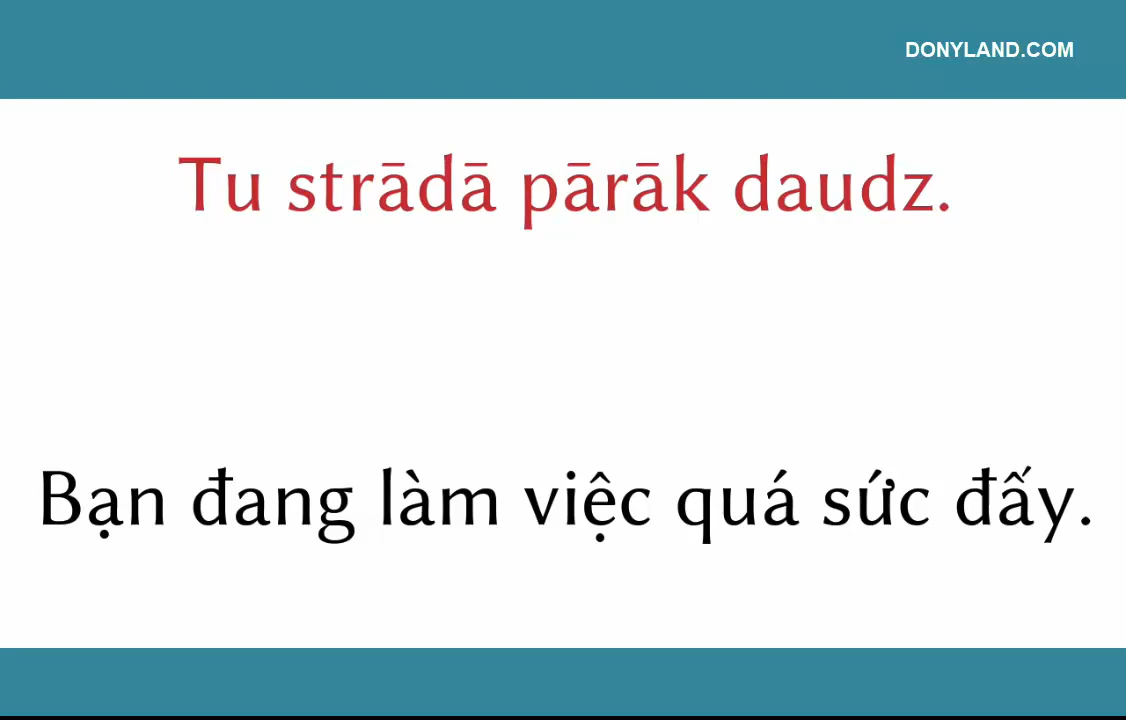 DONYLAND.COM
Tu strādā pārāk daudz.
Bạn đang làm việc quá sức đấy.